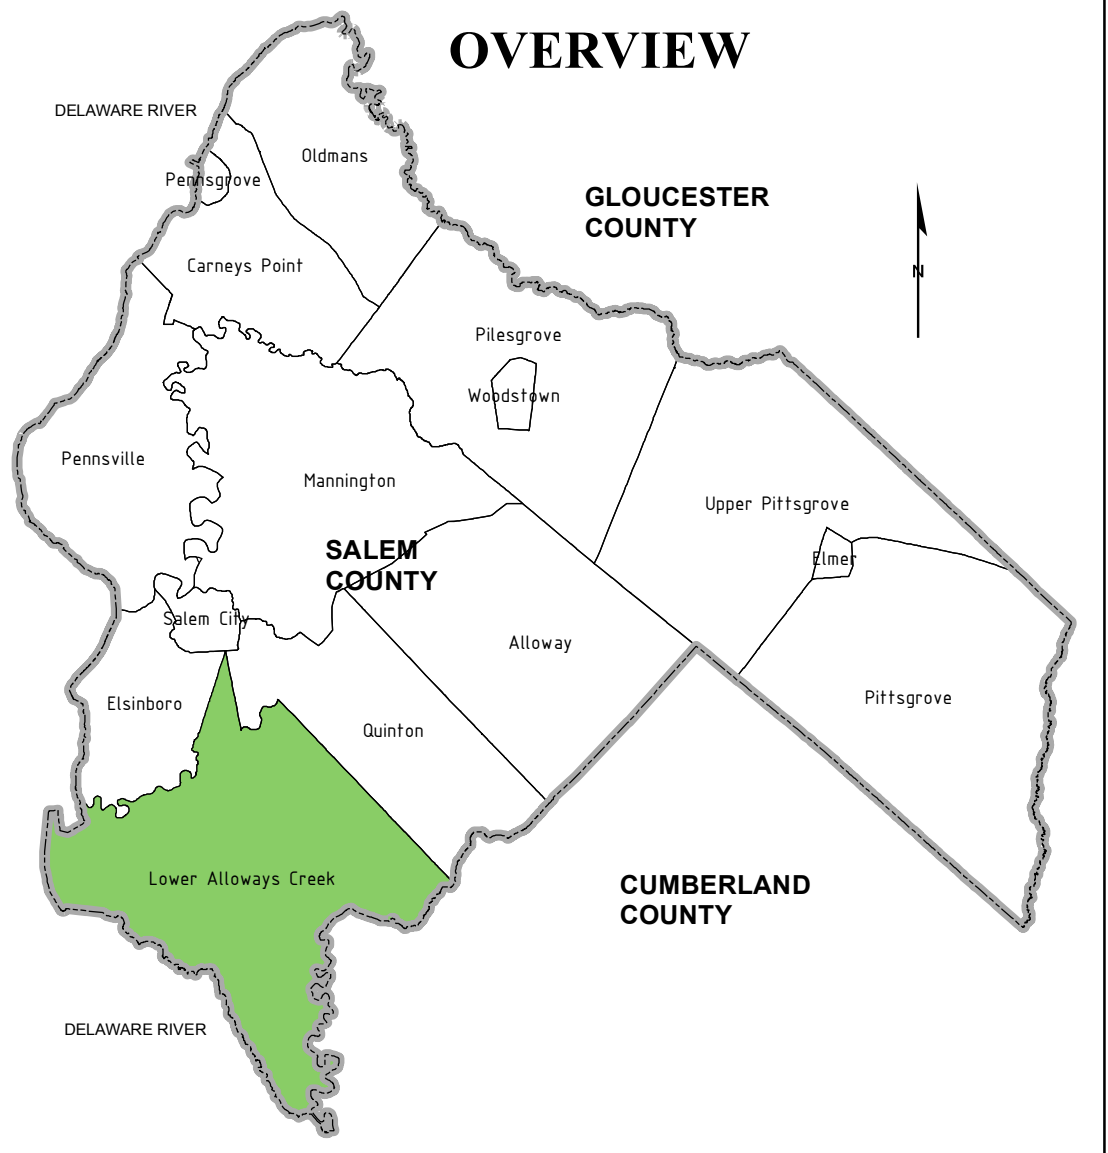 OVERVIEW
DELAWARE RIVER
Oldmans
Pennsgrove
GLOUCESTER
COUNTY
Carneys Point
N
Pilesgrove
Woodstown
Pennsville
Mannington
Upper Pittsgrove
SALEM
COUNTY
Elmer
Salem City
Alloway
Elsinboro
Pittsgrove
Quinton
Lower Alloways Creek
CUMBERLAND
COUNTY
DELAWARE RIVER